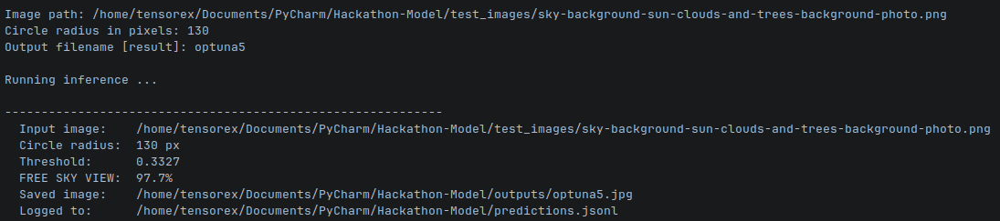 Image path: /home/tensorex/Documents/PyCharm/Hackathon-Model/test_images/sky-background-sun-clouds-and-trees-background-photo.png
Circle radius in pixels: 130
Output filename [result]: optuna5
Running inference ...
------------------------------------------------------------
Input image: /home/tensorex/Documents/PyCharm/Hackathon-Model/test_images/sky-background-sun-clouds-and-trees-background-photo.png
Circle radius: 130 px
Threshold: 0.3327
FREE SKY VIEW: 97.7%
Saved image: /home/tensorex/Documents/PyCharm/Hackathon-Model/outputs/optuna5.jpg
Logged to: /home/tensorex/Documents/PyCharm/Hackathon-Model/predictions.jsonl